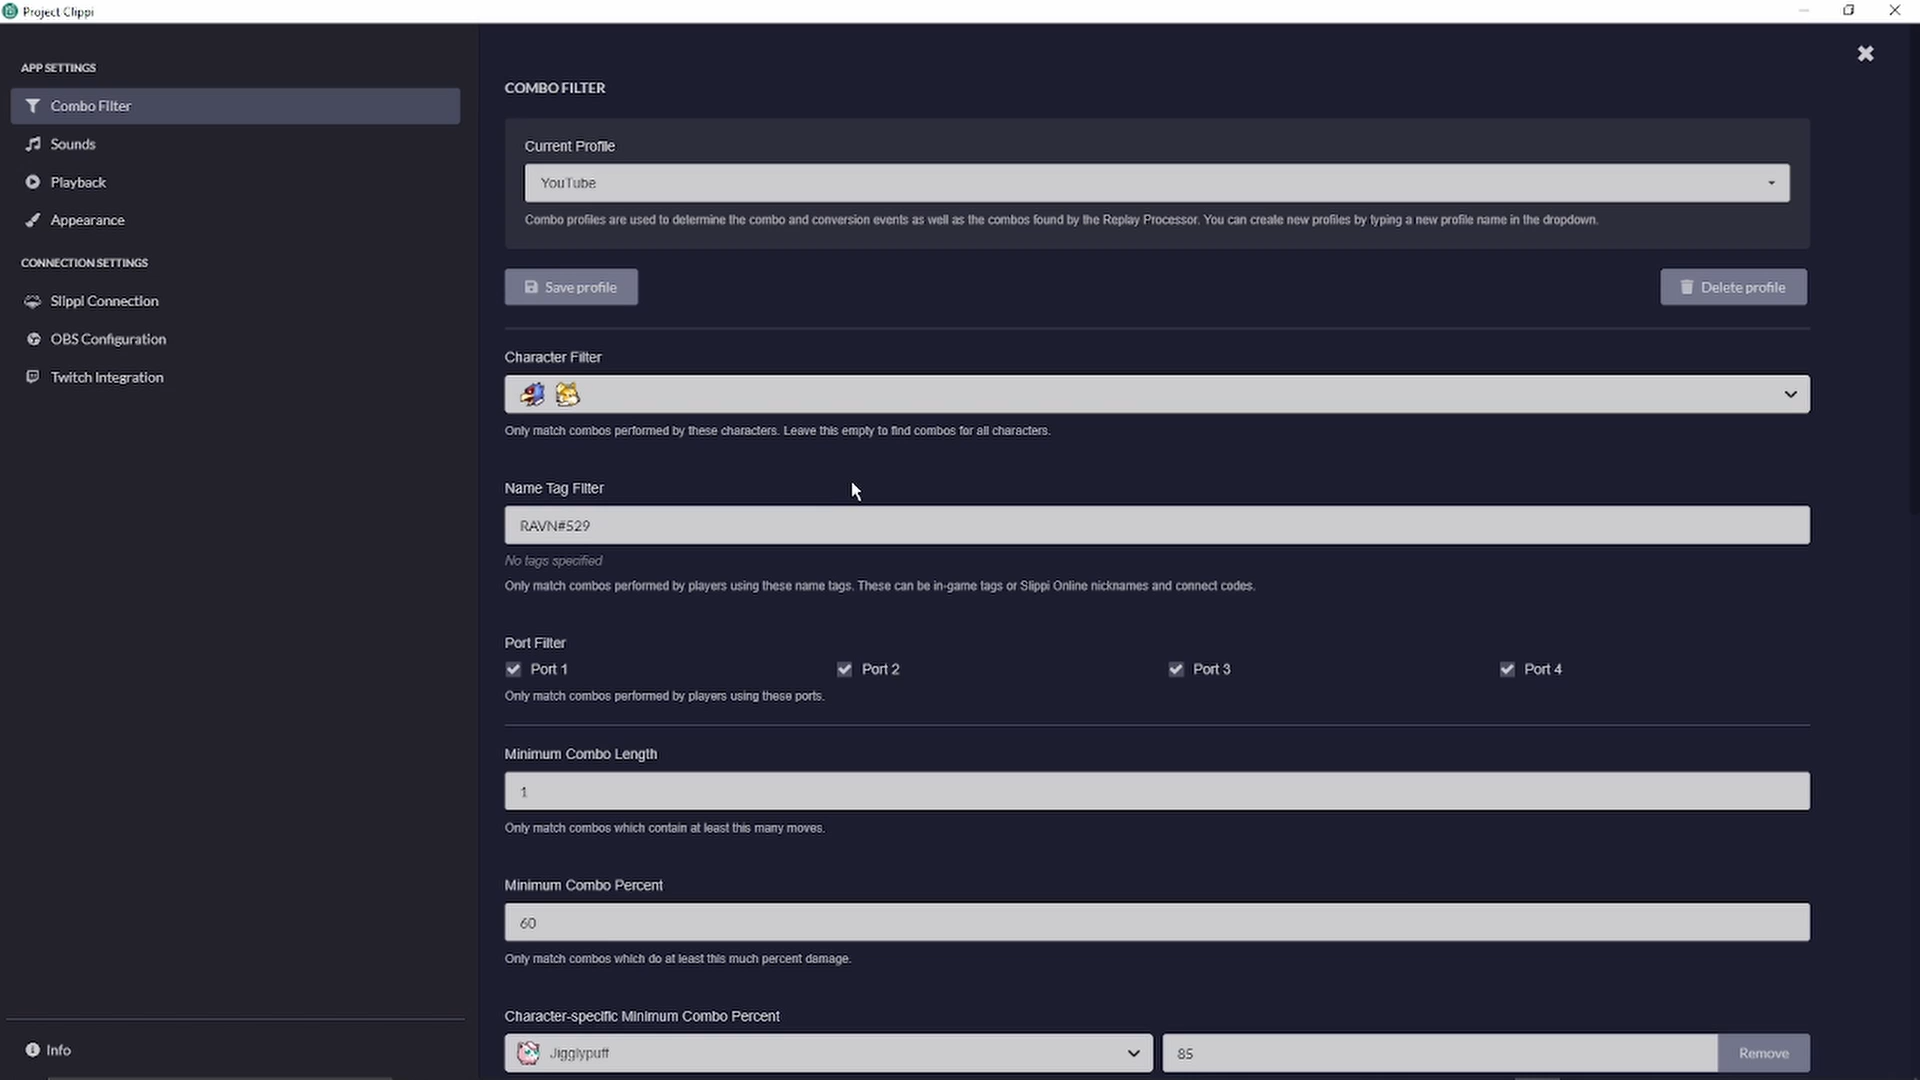 Project Clippi
APP SETTINGS
Combo Filter
Sounds
Playback
Appearance
CONNECTION SETTINGS
Slippi Connection
OBS Configuration
Twitch Integration
Info
COMBO FILTER
Current Profile
YouTube
Combo profiles are used to determine the combo and conversion events as well as the combos found by the Replay Processor. You can create new profiles by typing a new profile name in the dropdown.
Save profile
Delete profile
Character Filter
Only match combos performed by these characters. Leave this empty to find combos for all characters.
Name Tag Filter
RAVN#529
No tags specified
Only match combos performed by players using these name tags. These can be in-game tags or Slippi Online nicknames and connect codes.
Port Filter
Port 1 Port 2 Port 3 Port 4
Only match combos performed by players using these ports.
Minimum Combo Length
1
Only match combos which contain at least this many moves.
Minimum Combo Percent
60
Only match combos which do at least this much percent damage.
Character-specific Minimum Combo Percent
Jigglypuff 85 Remove